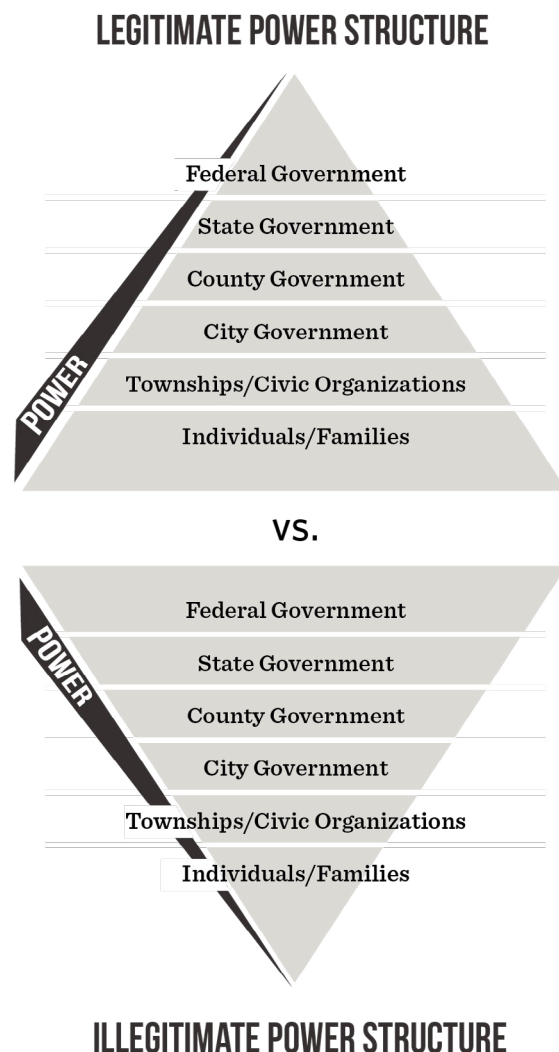 LEGITIMATE POWER STRUCTURE
Federal Government
State Government
County Government
City Government
Townships/Civic Organizations
Individuals/Families
POWER
VS.
Federal Government
State Government
County Government
City Government
Townships/Civic Organizations
Individuals/Families
POWER
ILLEGITIMATE POWER STRUCTURE